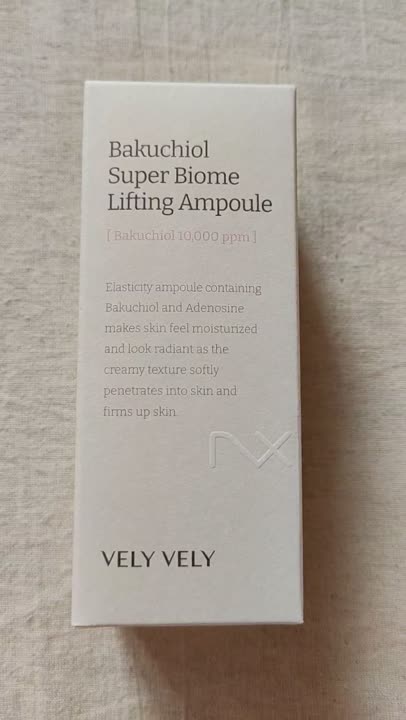 Bakuchiol
Super Biome
Lifting Ampoule
[ Bakuchiol 10,000 ppm ]
Elasticity ampoule containing
Bakuchiol and Adenosine
makes skin feel moisturized
and look radiant as the
creamy texture softly
penetrates into skin and
firms up skin.
VELY VELY